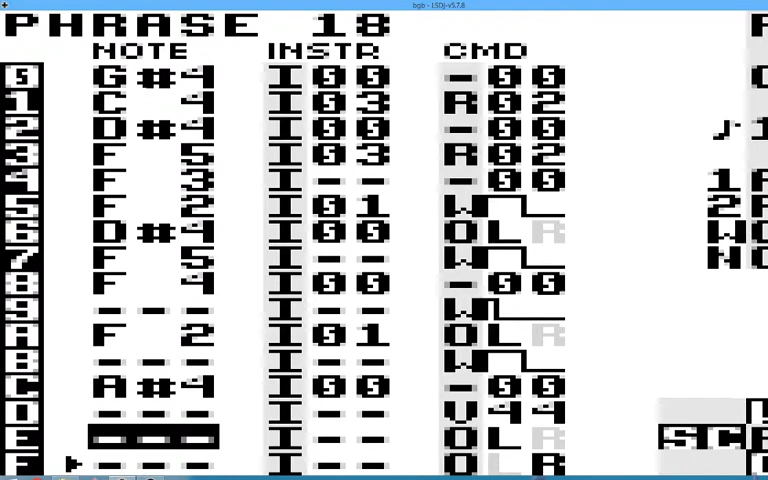 bgb - LSDj-v5.7.8
PHRASE 18
NOTE INSTR CMD
0 G#4 I00 -00
1 C 4 I03 R02
2 D#4 I00 -00
3 F 5 I03 R02
4 F 3 I-- -00
5 F 2 I01 W
6 D#4 I00 OL R
7 F 5 I-- W
8 F 4 I00 -00
9 --- I-- W
A F 2 I01 OL R
B --- I-- W
C A#4 I00 -00
D --- I-- V44
E --- I-- OL R
F --- I-- OL R
1
2
W
N